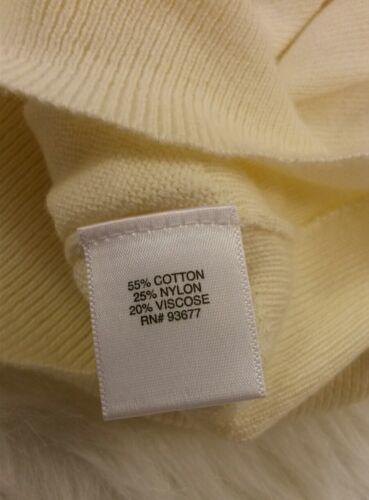 55% COTTON
25% NYLON
20% VISCOSE
RN# 93677